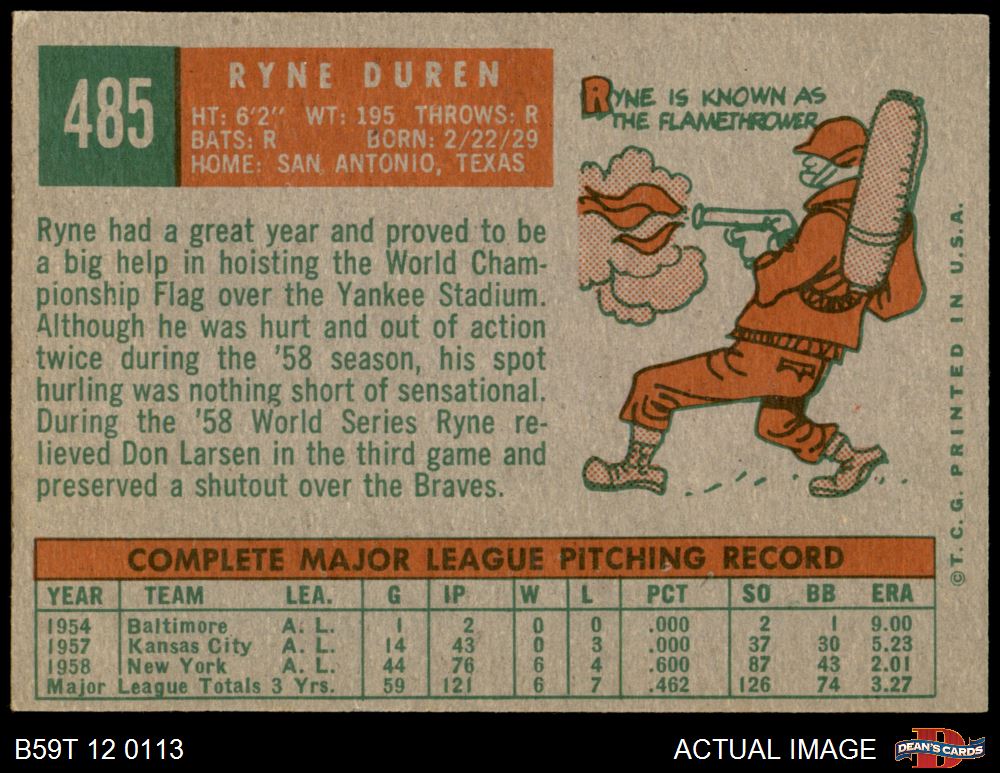 485
RYNE DUREN
HT: 6'2" WT: 195 THROWS: R
BATS: R BORN: 2/22/29
HOME: SAN ANTONIO, TEXAS
RYNE IS KNOWN AS
THE FLAMETHROWER
Ryne had a great year and proved to be
a big help in hoisting the World Cham-
pionship Flag over the Yankee Stadium.
Although he was hurt and out of action
twice during the '58 season, his spot
hurling was nothing short of sensational.
During the '58 World Series Ryne re-
lieved Don Larsen in the third game and
preserved a shutout over the Braves.
© T. C. G. PRINTED IN U.S.A.
COMPLETE MAJOR LEAGUE PITCHING RECORD
YEAR TEAM LEA. G IP W L PCT SO BB ERA
1954 Baltimore A. L. 1 2 0 0 .000 2 1 9.00
1957 Kansas City A. L. 14 43 0 3 .000 37 30 5.23
1958 New York A. L. 44 76 6 4 .600 87 43 2.01
Major League Totals 3 Yrs. 59 121 6 7 .462 126 74 3.27
B59T 12 0113
ACTUAL IMAGE
DEAN'S CARDS